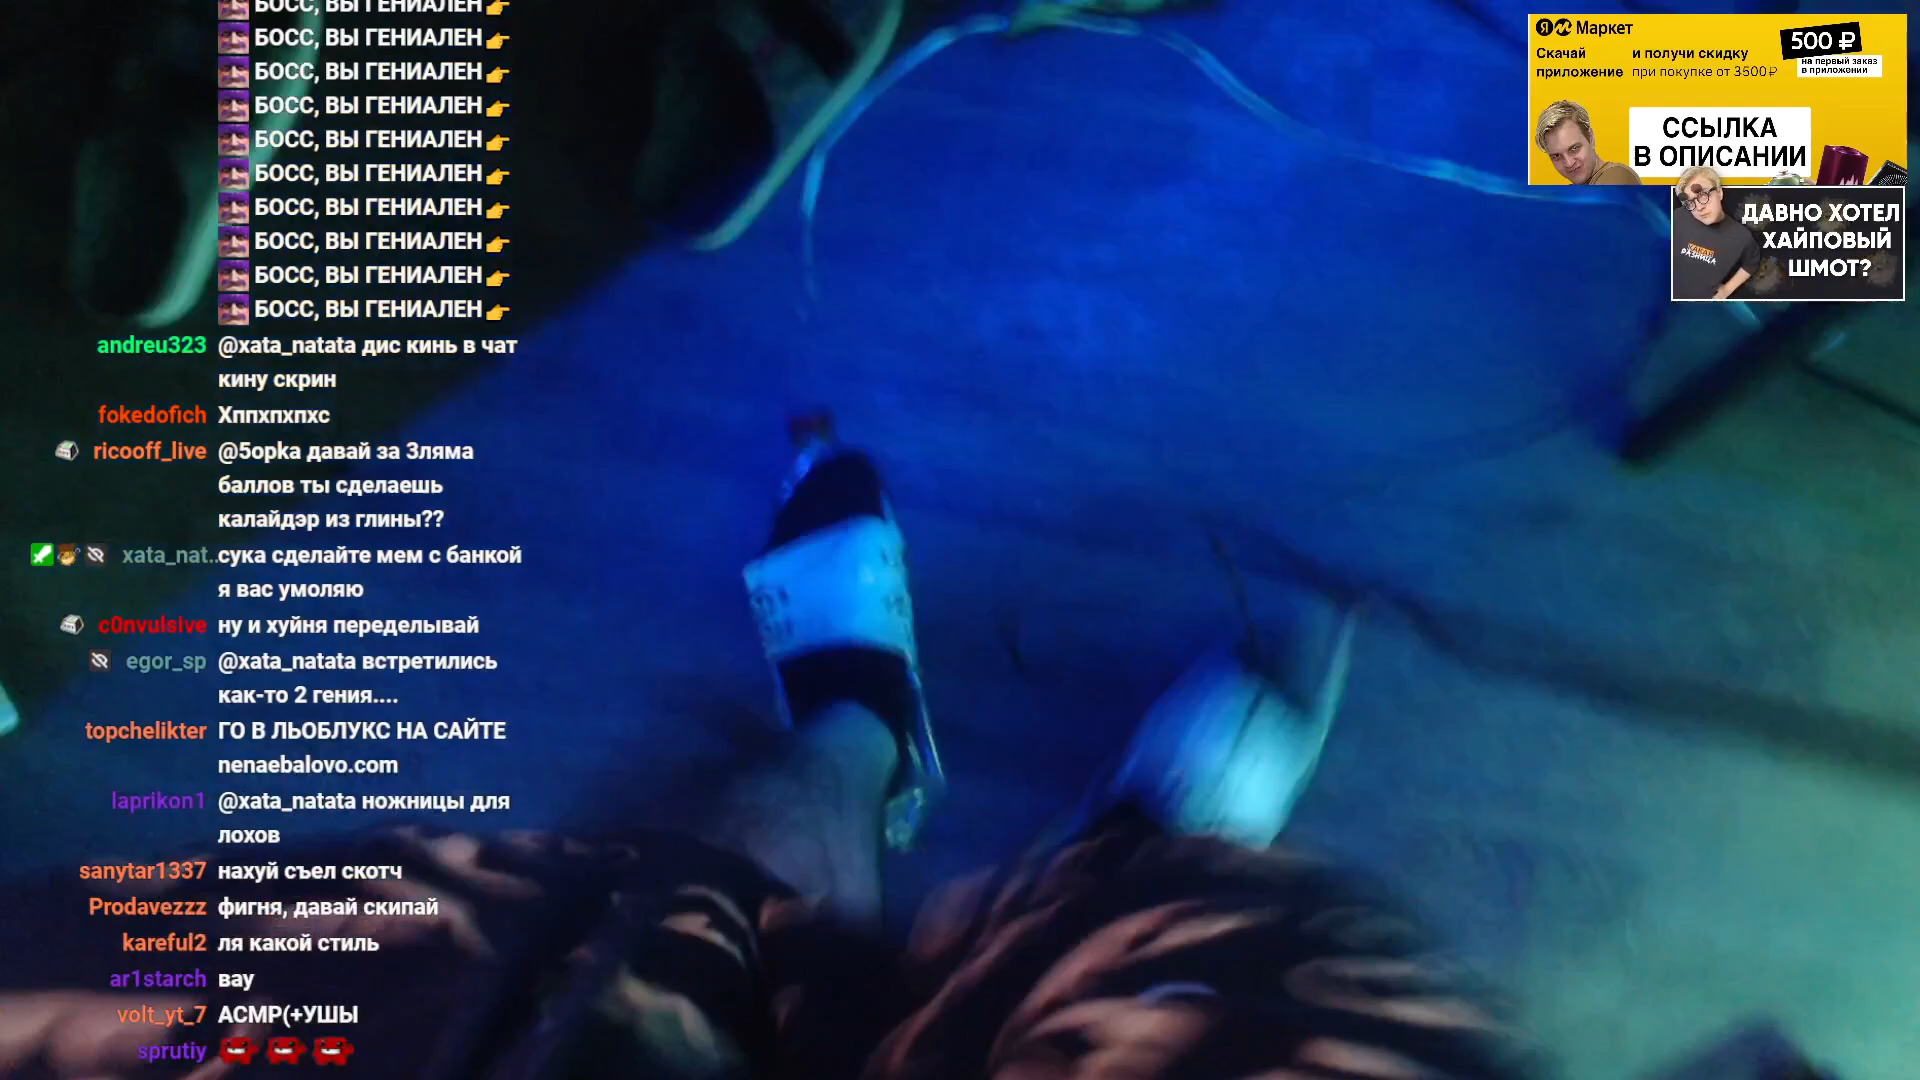 БОСС, ВЫ ГЕНИАЛЕН
БОСС, ВЫ ГЕНИАЛЕН
БОСС, ВЫ ГЕНИАЛЕН
БОСС, ВЫ ГЕНИАЛЕН
БОСС, ВЫ ГЕНИАЛЕН
БОСС, ВЫ ГЕНИАЛЕН
БОСС, ВЫ ГЕНИАЛЕН
БОСС, ВЫ ГЕНИАЛЕН
БОСС, ВЫ ГЕНИАЛЕН
БОСС, ВЫ ГЕНИАЛЕН
andreu323 @xata_natata дис кинь в чат
кину скрин
fokedofich Хппхпхпхс
ricooff_live @5opka давай за 3ляма
баллов ты сделаешь
калайдэр из глины??
xata_nat.. сука сделайте мем с банкой
я вас умоляю
c0nvulsive ну и хуйня переделывай
egor_sp @xata_natata встретились
как-то 2 гения....
topchelikter ГО В ЛЬОБЛУКС НА САЙТЕ
nenaebalovo.com
laprikon1 @xata_natata ножницы для
лохов
sanytar1337 нахуй съел скотч
Prodavezzz фигня, давай скипай
kareful2 ля какой стиль
ar1starch вау
volt_yt_7 АСМР(+УШЫ
sprutiy
Я М Маркет
Скачай
приложение
и получи скидку
при покупке от 3500₽
500 ₽
на первый заказ
в приложении
ССЫЛКА
В ОПИСАНИИ
КАКАЯ
РАЗНИЦА
ДАВНО ХОТЕЛ
ХАЙПОВЫЙ
ШМОТ?